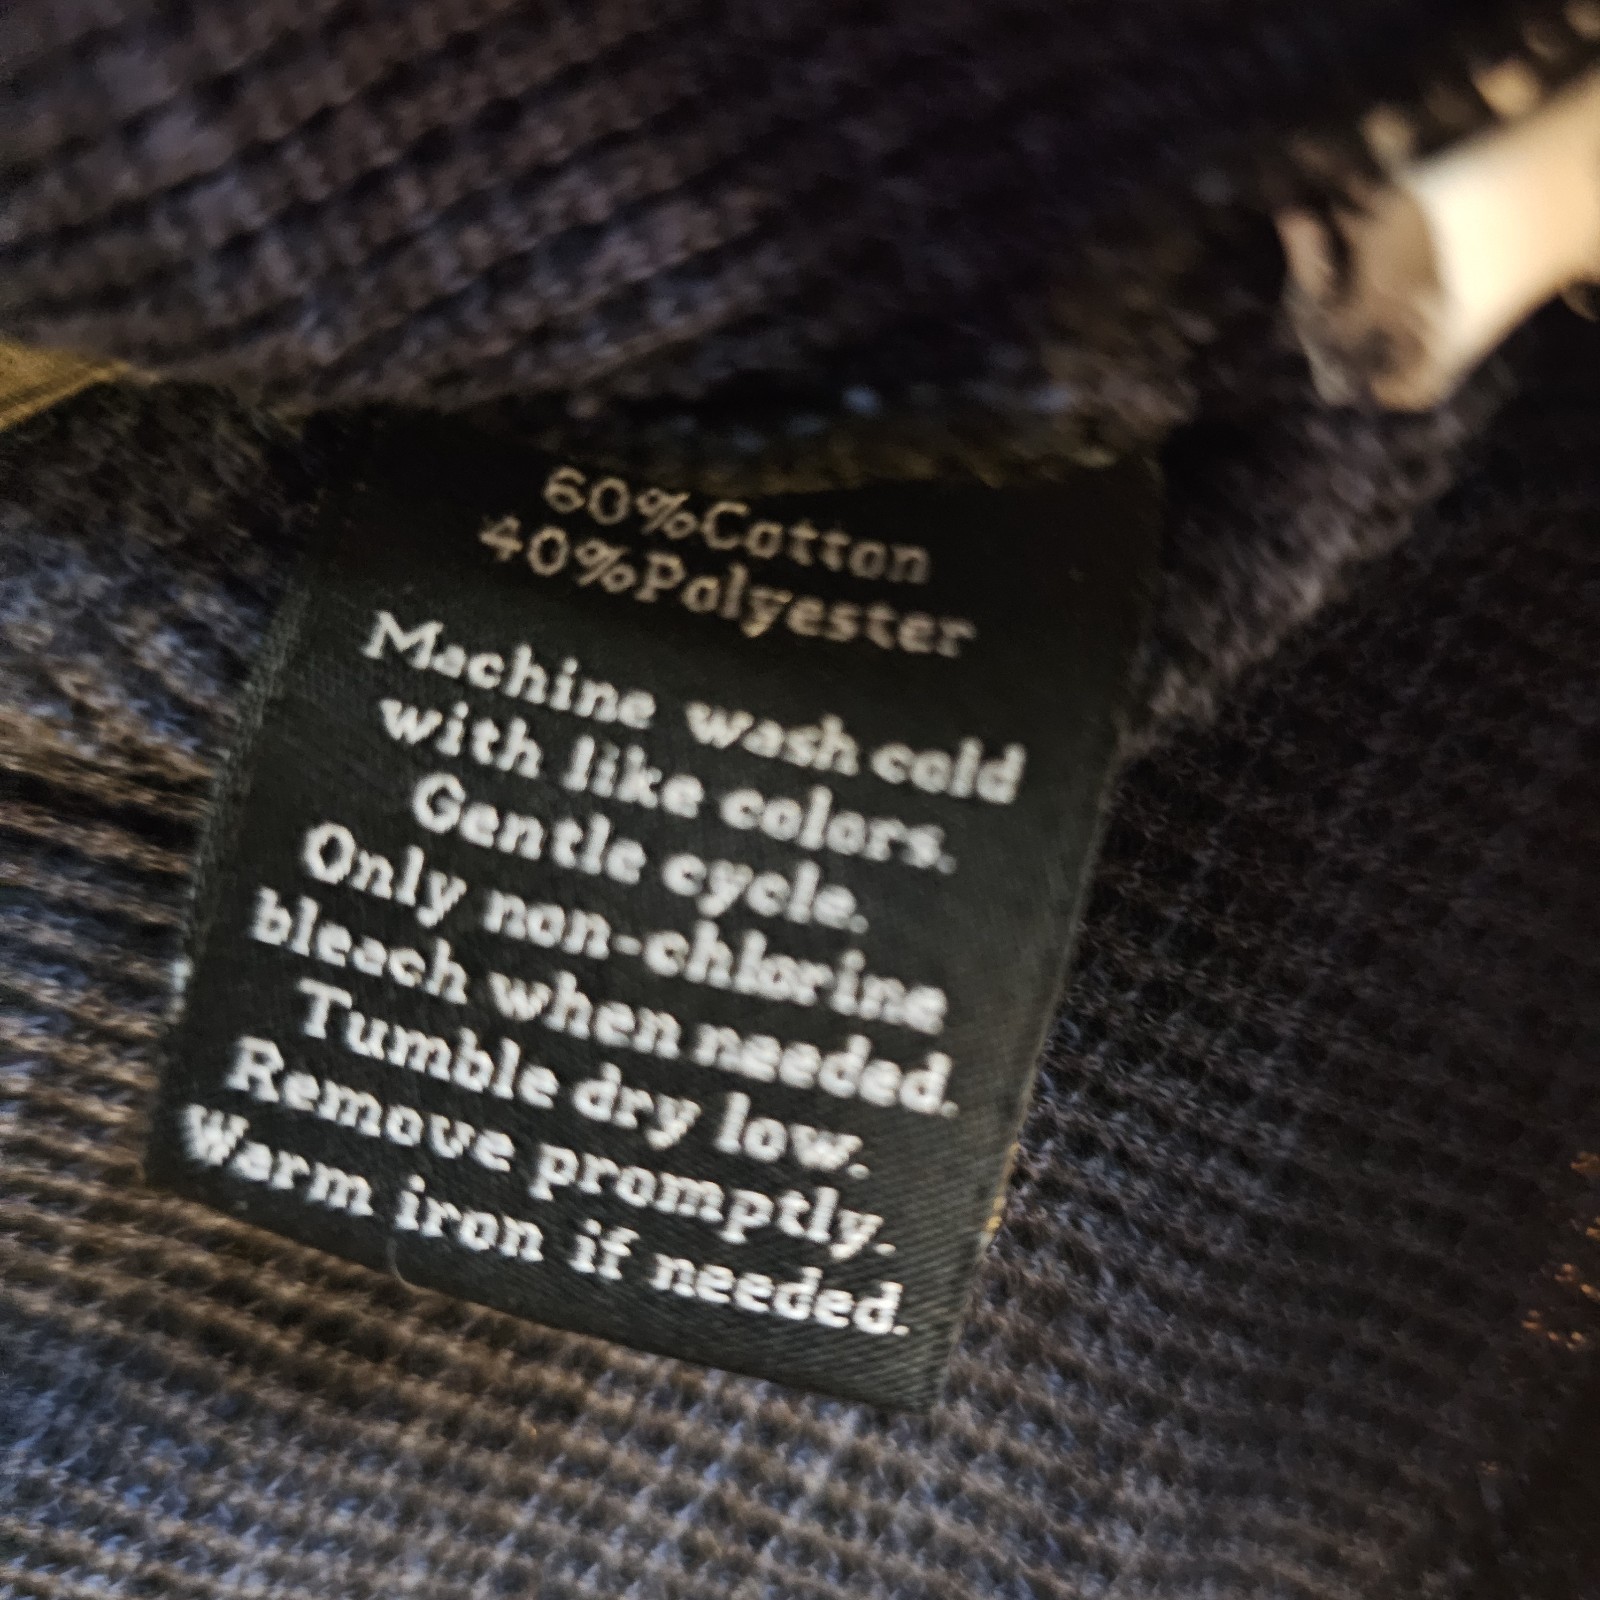 60%Cotton
40%Polyester
Machine wash cold
with like colors.
Gentle cycle.
Only non-chlorine
bleach when needed.
Tumble dry low.
Remove promptly.
Warm iron if needed.